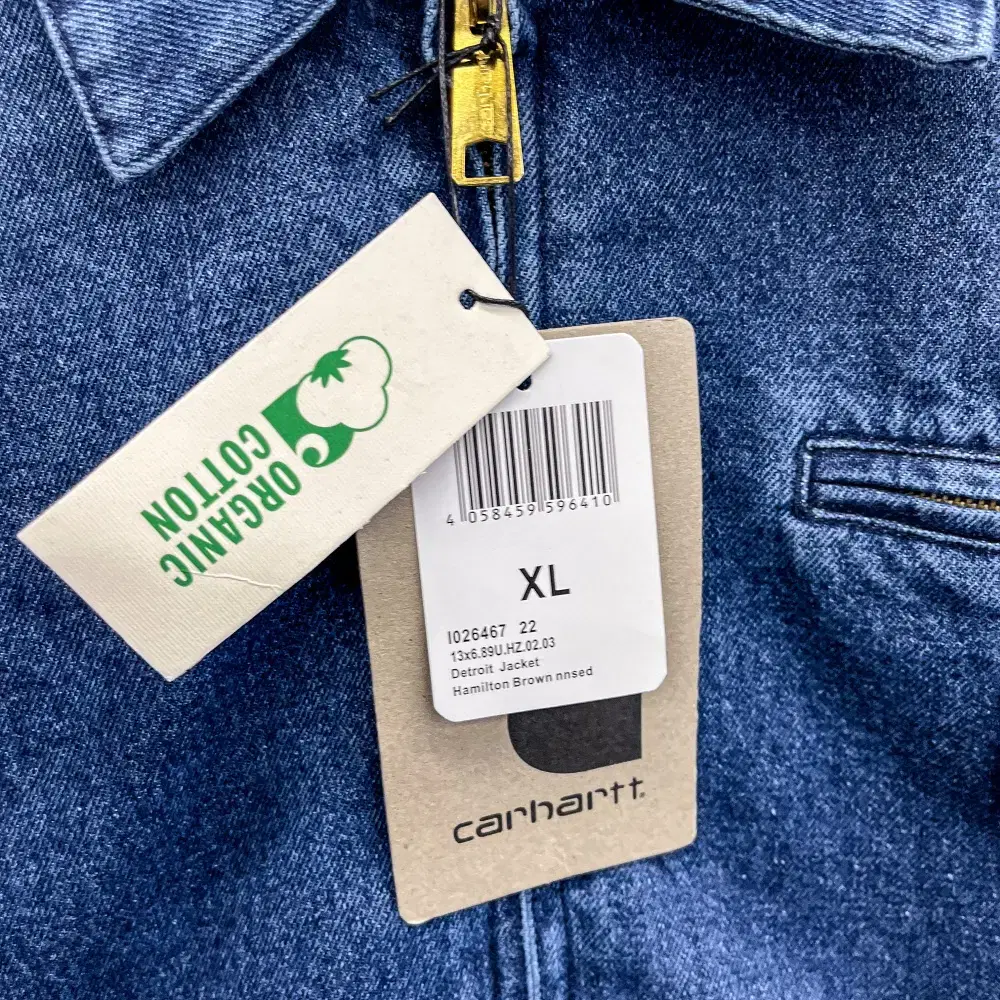 ORGANIC
COTTON
4 058459 596410
XL
I026467 22
13x6.89U.HZ.02.03
Detroit Jacket
Hamilton Brown nnsed
carhartt.